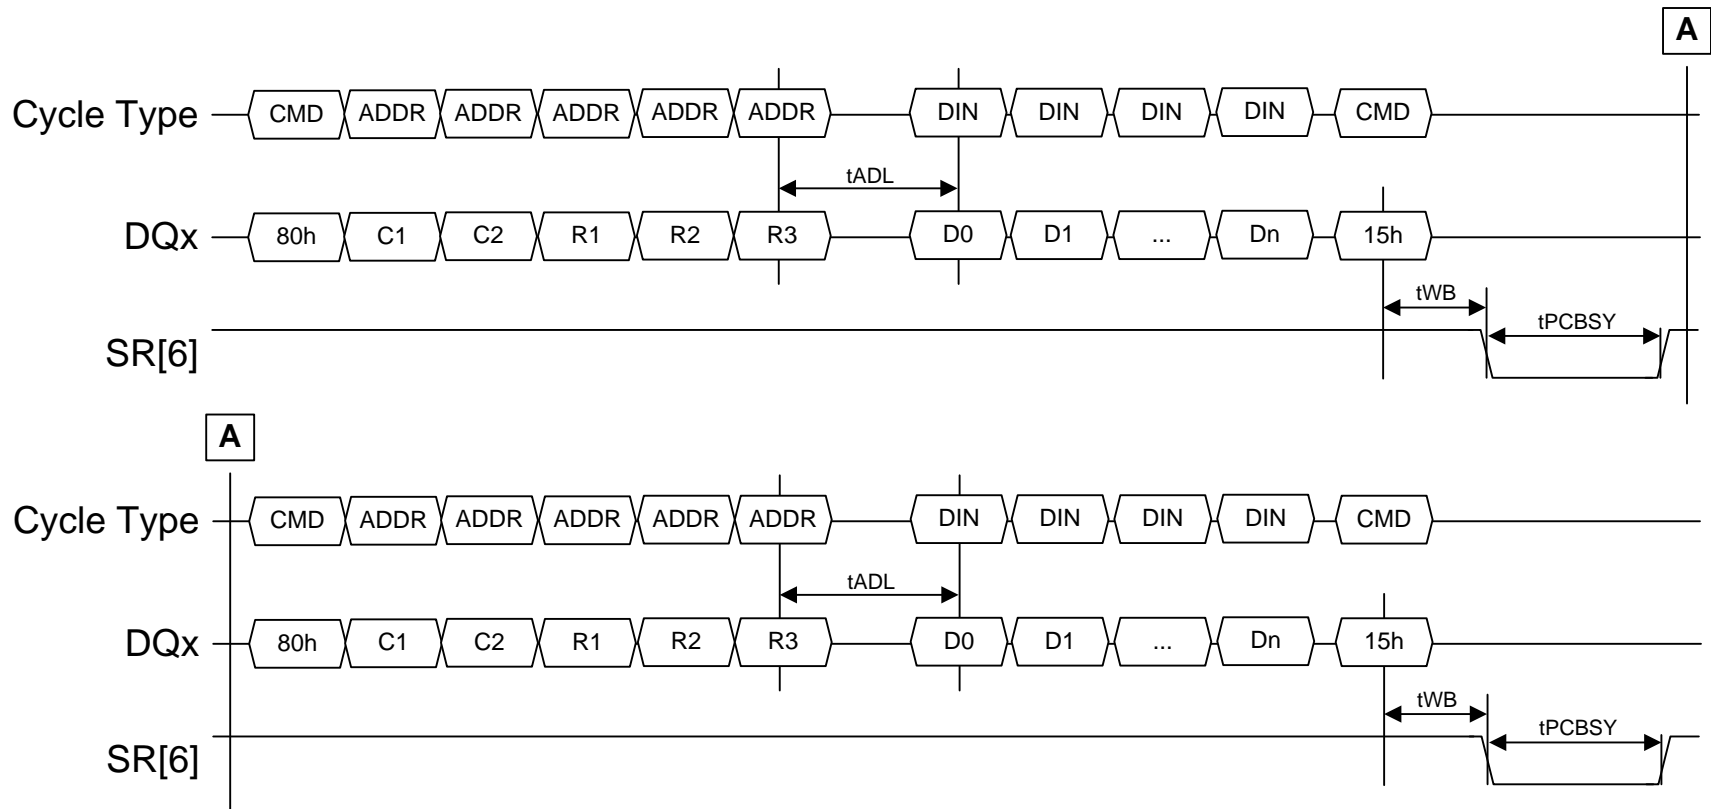 A
Cycle Type CMD ADDR ADDR ADDR ADDR ADDR DIN DIN DIN DIN CMD
tADL
DQx 80h C1 C2 R1 R2 R3 D0 D1 ... Dn 15h
tWB
tPCBSY
SR[6]
A
Cycle Type CMD ADDR ADDR ADDR ADDR ADDR DIN DIN DIN DIN CMD
tADL
DQx 80h C1 C2 R1 R2 R3 D0 D1 ... Dn 15h
tWB
tPCBSY
SR[6]